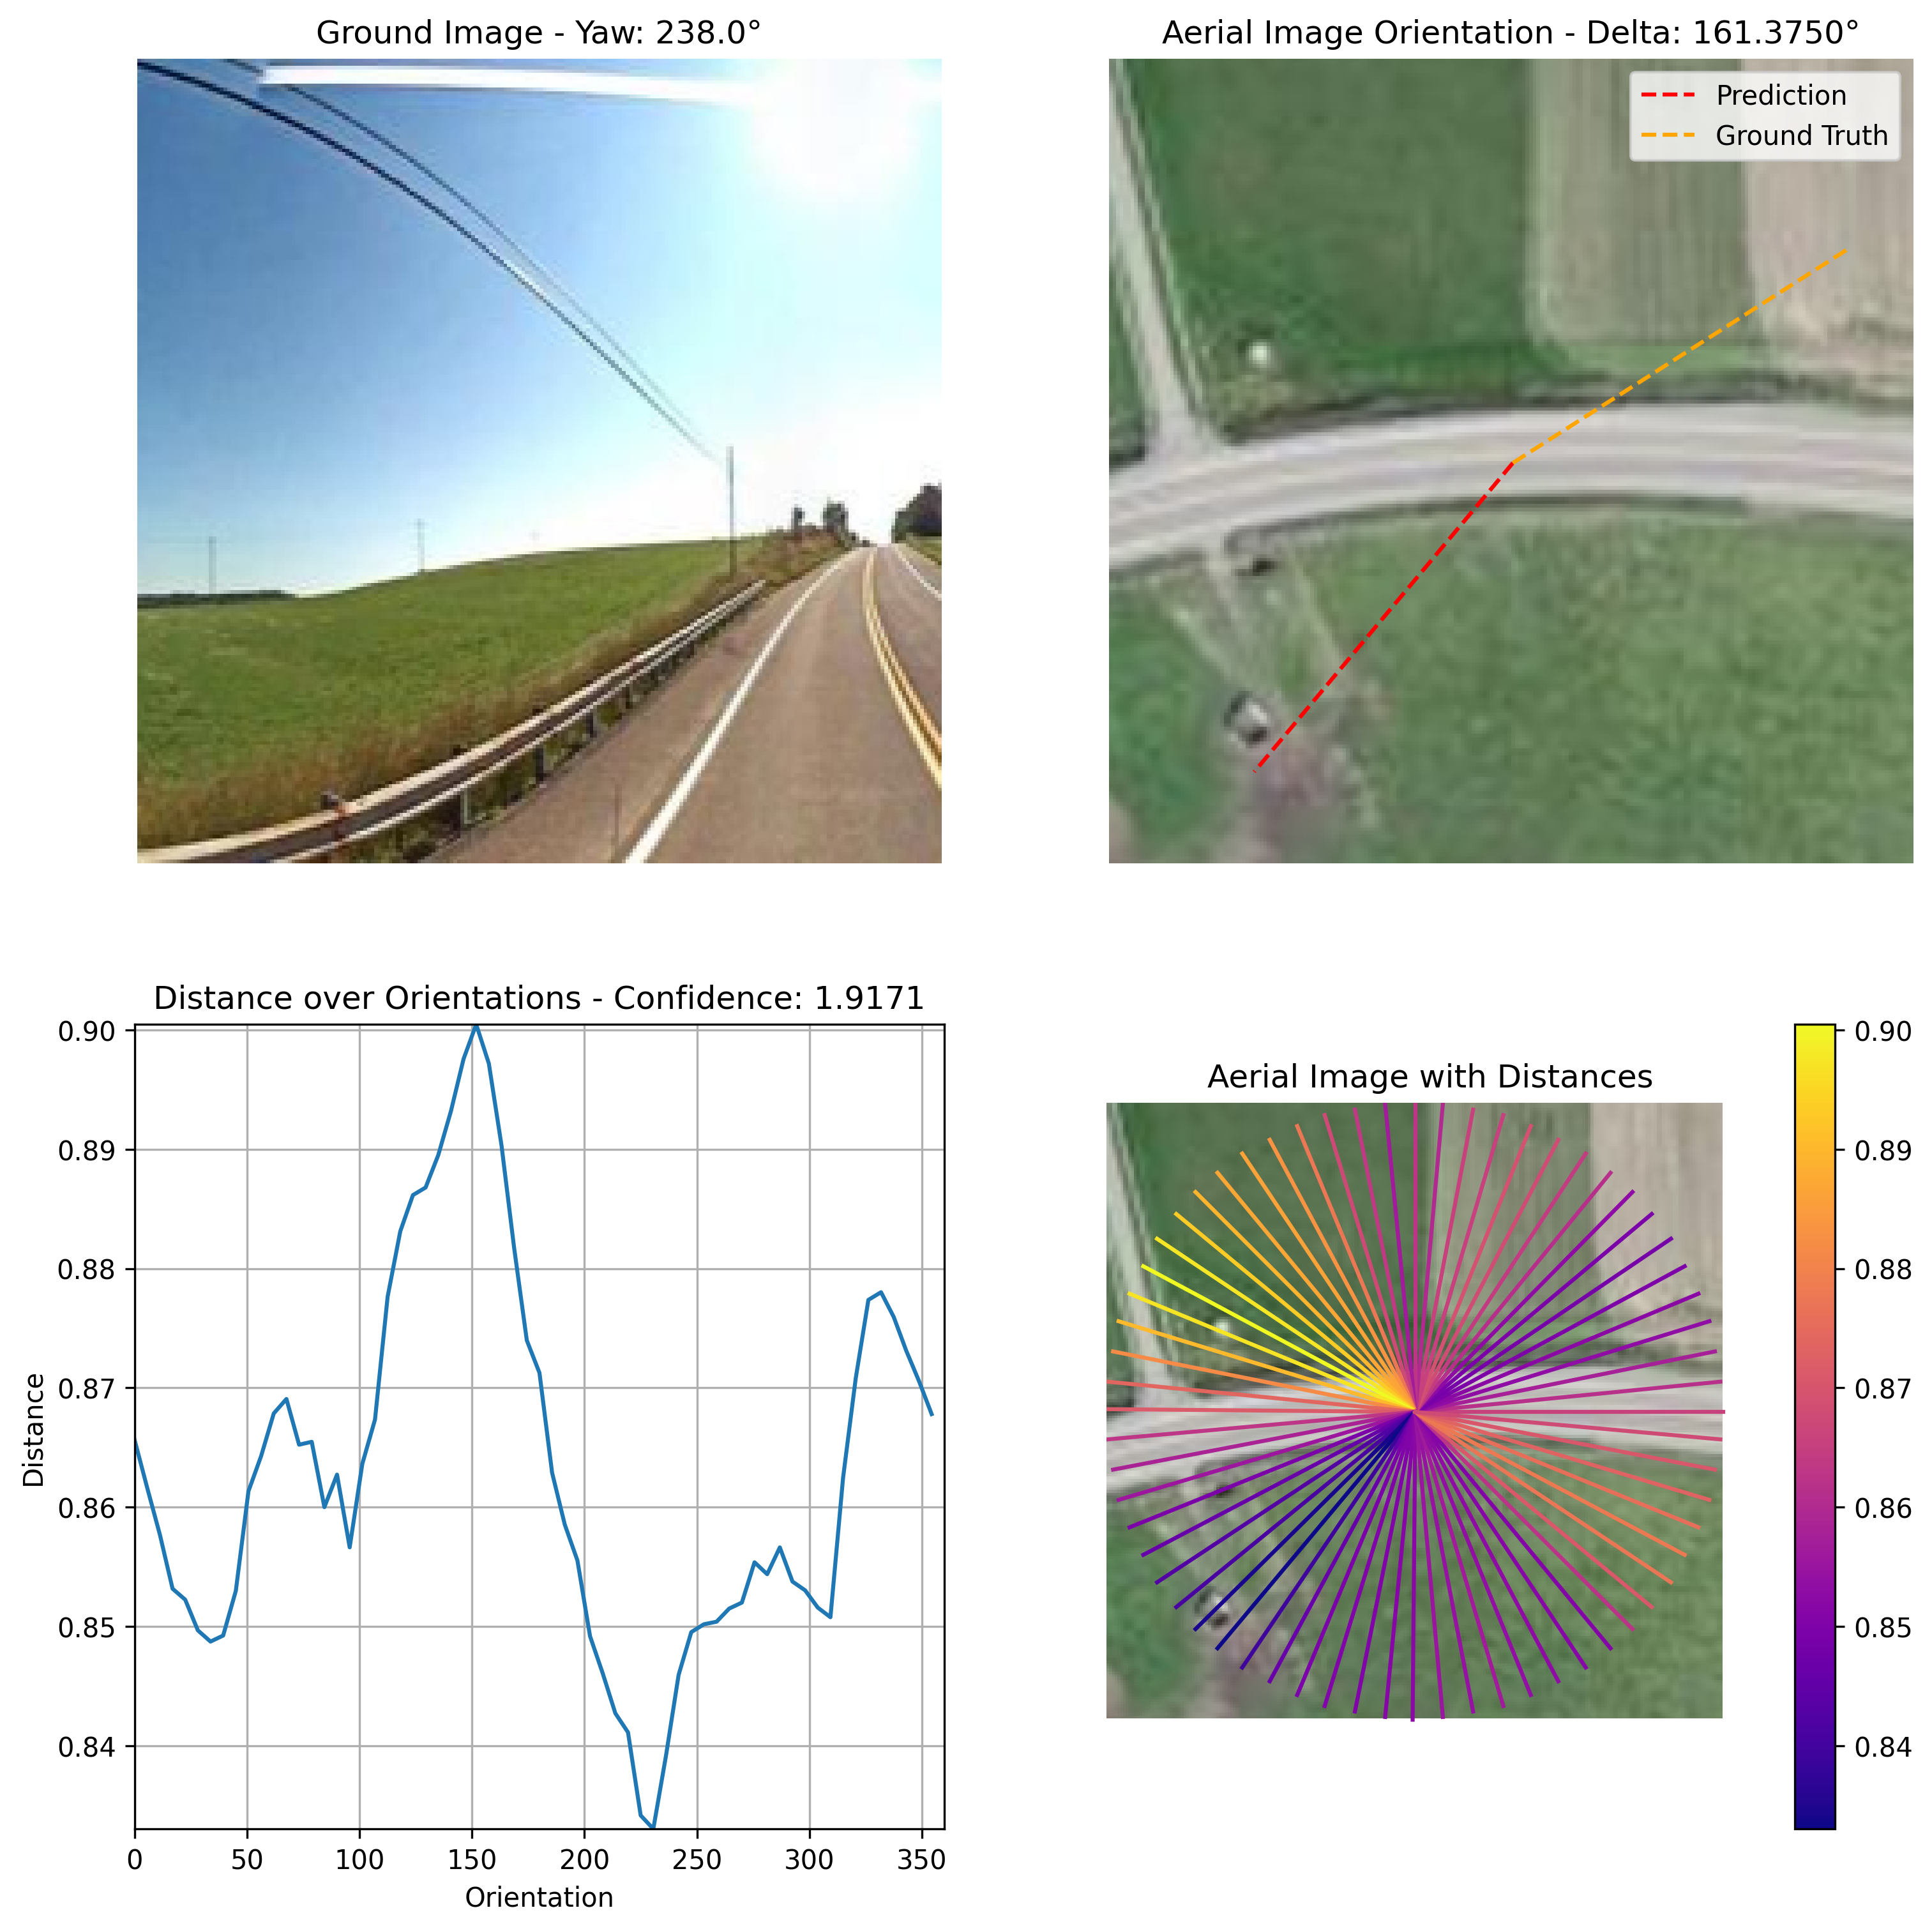 Ground Image - Yaw: 238.0°
Aerial Image Orientation - Delta: 161.3750°
Prediction
Ground Truth
Distance over Orientations - Confidence: 1.9171
0.90
0.89
0.88
0.87
0.86
0.85
0.84
Distance
0 50 100 150 200 250 300 350
Orientation
Aerial Image with Distances
0.90
0.89
0.88
0.87
0.86
0.85
0.84